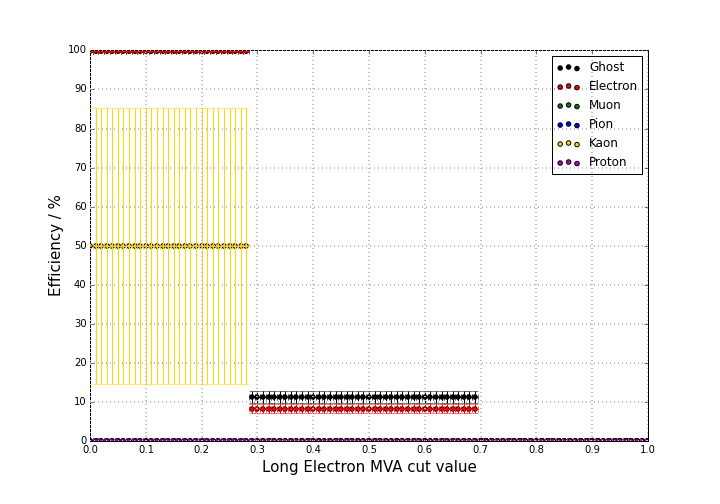 100
90
80
70
60
50
40
30
20
10
0
Efficiency / %
Ghost
Electron
Muon
Pion
Kaon
Proton
0.0 0.1 0.2 0.3 0.4 0.5 0.6 0.7 0.8 0.9 1.0
Long Electron MVA cut value